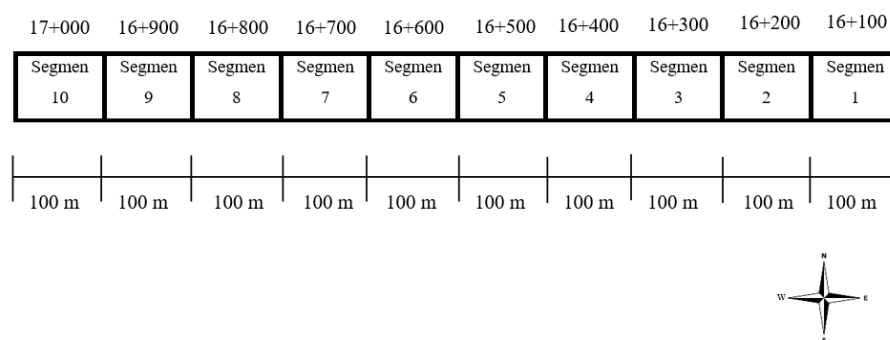 17+000 16+900 16+800 16+700 16+600 16+500 16+400 16+300 16+200 16+100
Segmen Segmen Segmen Segmen Segmen Segmen Segmen Segmen Segmen Segmen
10 9 8 7 6 5 4 3 2 1
100 m 100 m 100 m 100 m 100 m 100 m 100 m 100 m 100 m 100 m
N
W E